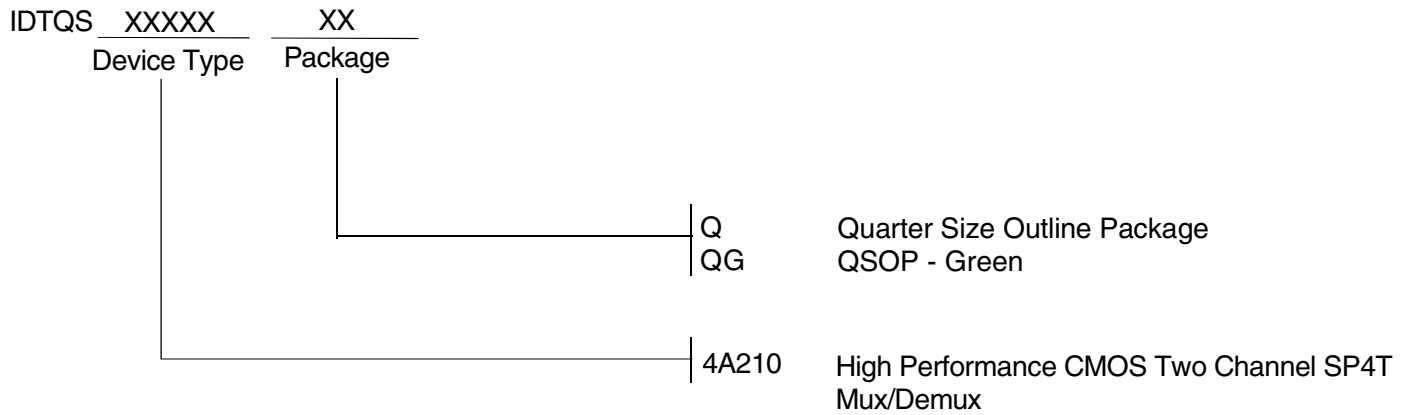 IDTQS XXXXX XX
Device Type Package
Q Quarter Size Outline Package
QG QSOP - Green
4A210 High Performance CMOS Two Channel SP4T
Mux/Demux